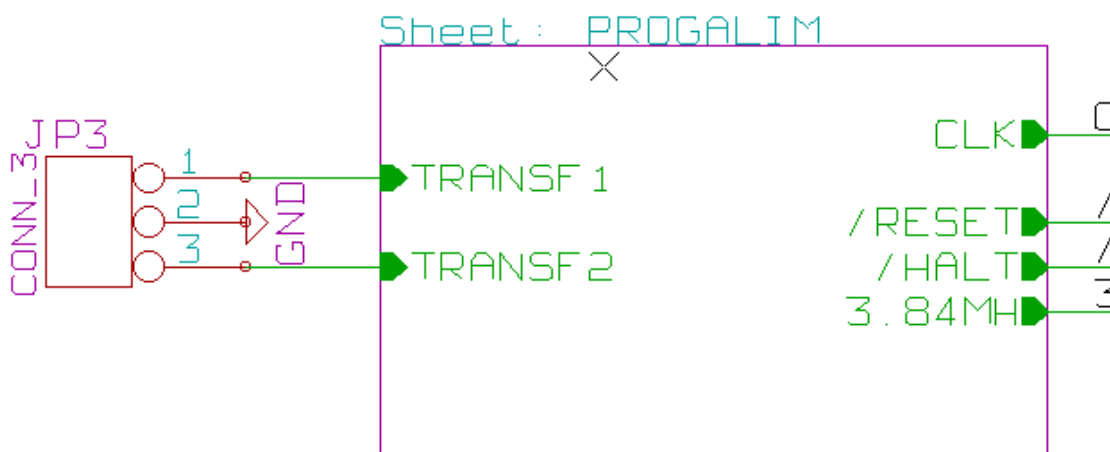 Sheet: PROGALIM
JP3
CONN_3
1
2
3
GND
TRANSF1
TRANSF2
CLK
/RESET
/HALT
3.84MH